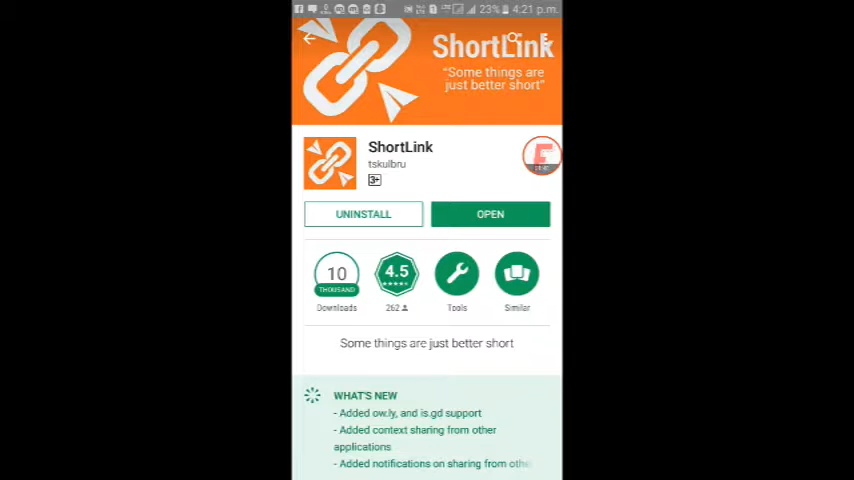 23% 4:21 p.m.
ShortLink
"Some things are
just better short"
ShortLink
tskulbru
3+
UNINSTALL
OPEN
10
THOUSAND
Downloads
4.5
262
Tools
Similar
Some things are just better short
WHAT'S NEW
- Added ow.ly, and is.gd support
- Added context sharing from other
applications
- Added notifications on sharing from othe